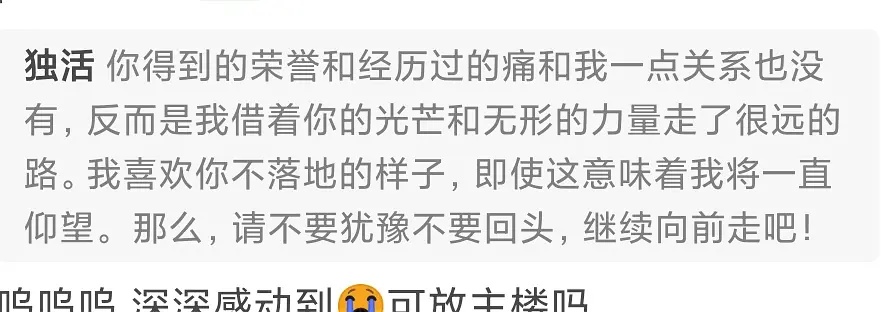 独活 你得到的荣誉和经历过的痛和我一点关系也没
有，反而是我借着你的光芒和无形的力量走了很远的
路。我喜欢你不落地的样子，即使这意味着我将一直
仰望。那么，请不要犹豫不要回头，继续向前走吧！
呜呜呜 深深感动到😭可放主楼吗